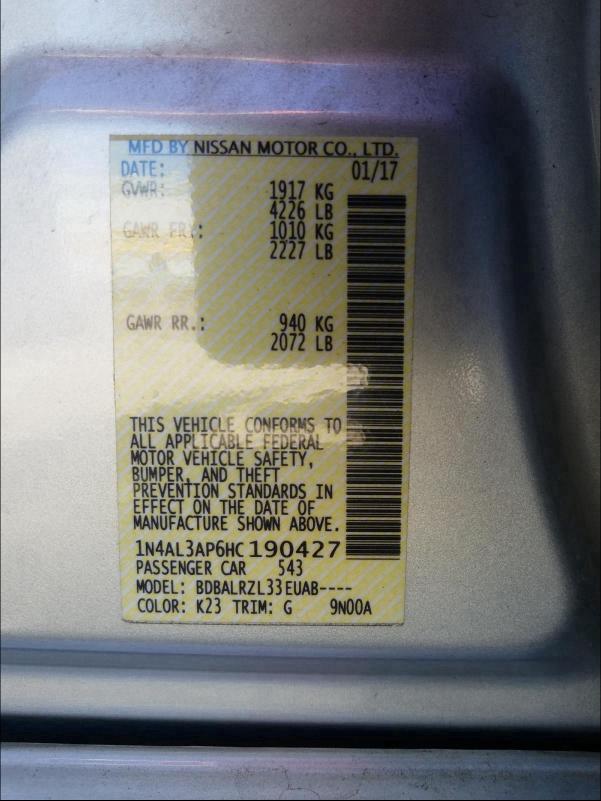 MFD BY NISSAN MOTOR CO., LTD.
DATE: 01/17
GVWR: 1917 KG
4226 LB
GAWR FR.: 1010 KG
2227 LB
GAWR RR.: 940 KG
2072 LB
THIS VEHICLE CONFORMS TO
ALL APPLICABLE FEDERAL
MOTOR VEHICLE SAFETY,
BUMPER, AND THEFT
PREVENTION STANDARDS IN
EFFECT ON THE DATE OF
MANUFACTURE SHOWN ABOVE.
1N4AL3AP6HC190427
PASSENGER CAR 543
MODEL: BDBALRZL33EUAB----
COLOR: K23 TRIM: G 9N00A